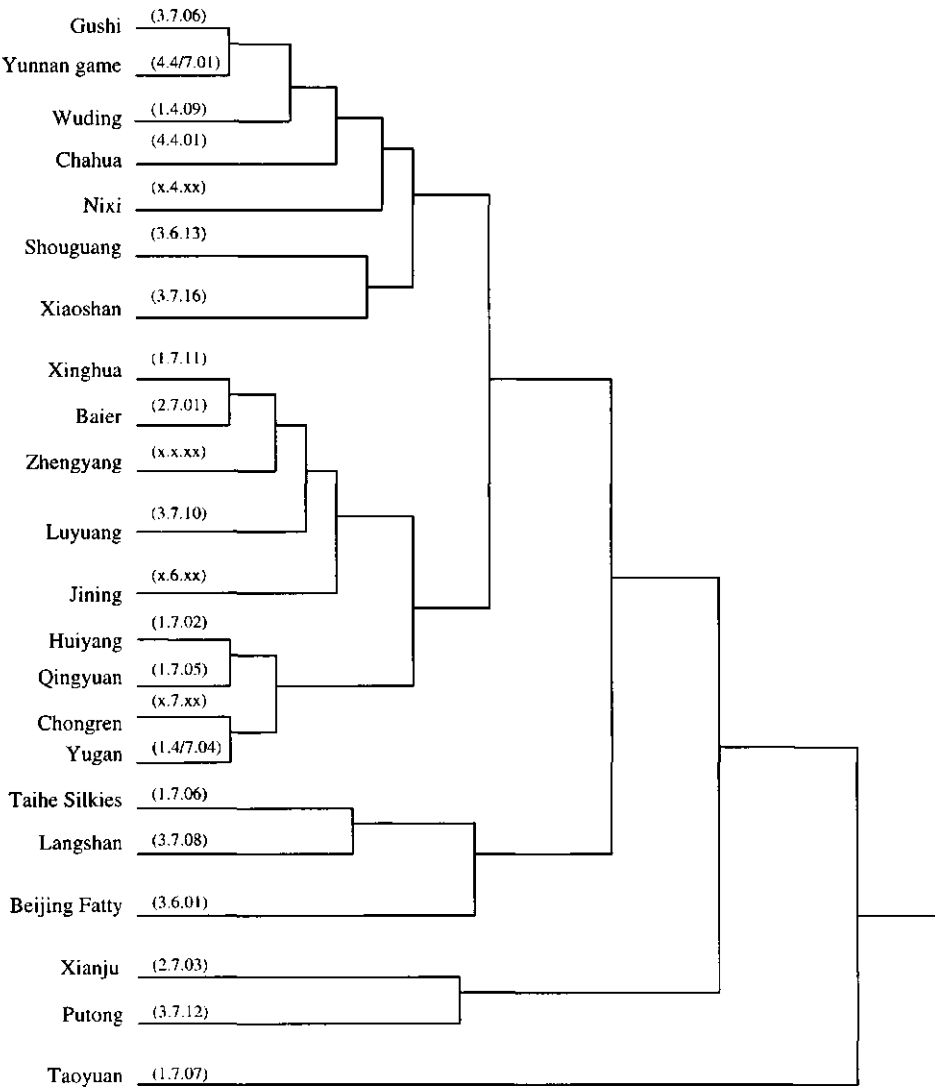 Gushi (3.7.06)
Yunnan game (4.4/7.01)
Wuding (1.4.09)
Chahua (4.4.01)
Nixi (x.4.xx)
Shouguang (3.6.13)
Xiaoshan (3.7.16)
Xinghua (1.7.11)
Baier (2.7.01)
Zhengyang (x.x.xx)
Luyuang (3.7.10)
Jining (x.6.xx)
Huiyang (1.7.02)
Qingyuan (1.7.05)
Chongren (x.7.xx)
Yugan (1.4/7.04)
Taihe Silkies (1.7.06)
Langshan (3.7.08)
Beijing Fatty (3.6.01)
Xianju (2.7.03)
Putong (3.7.12)
Taoyuan (1.7.07)